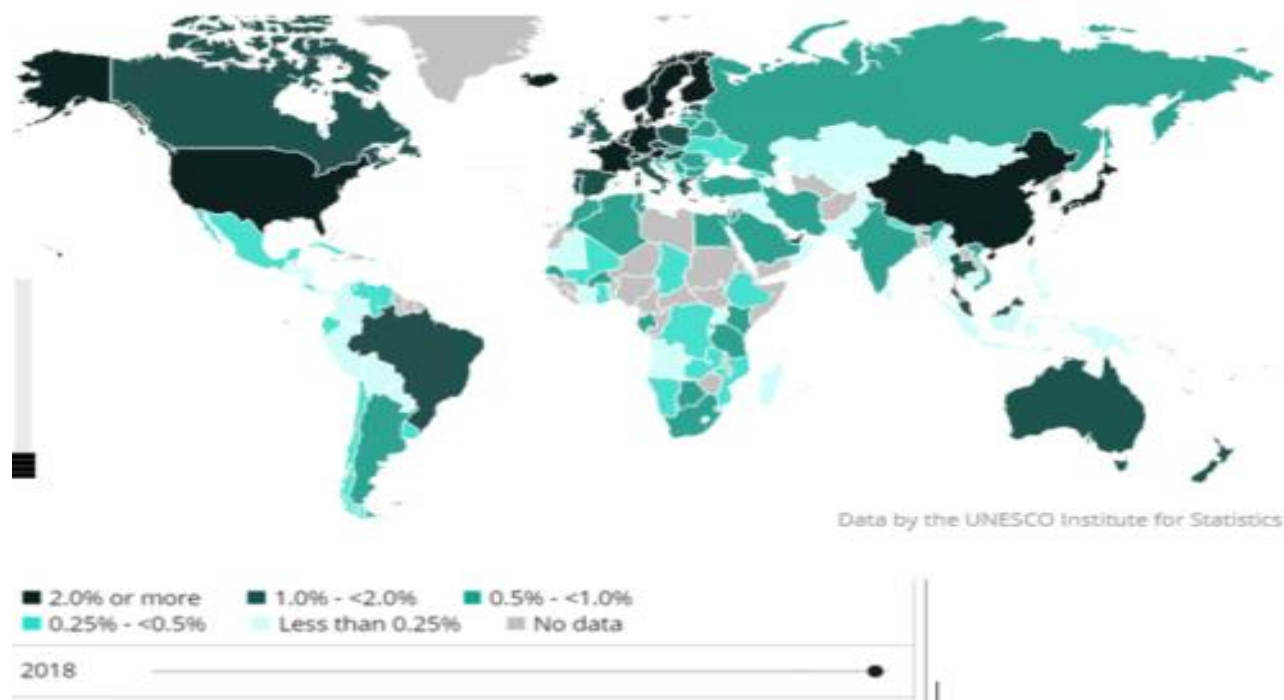 Data by the UNESCO Institute for Statistics
2.0% or more 1.0% - <2.0% 0.5% - <1.0%
0.25% - <0.5% Less than 0.25% No data
2018